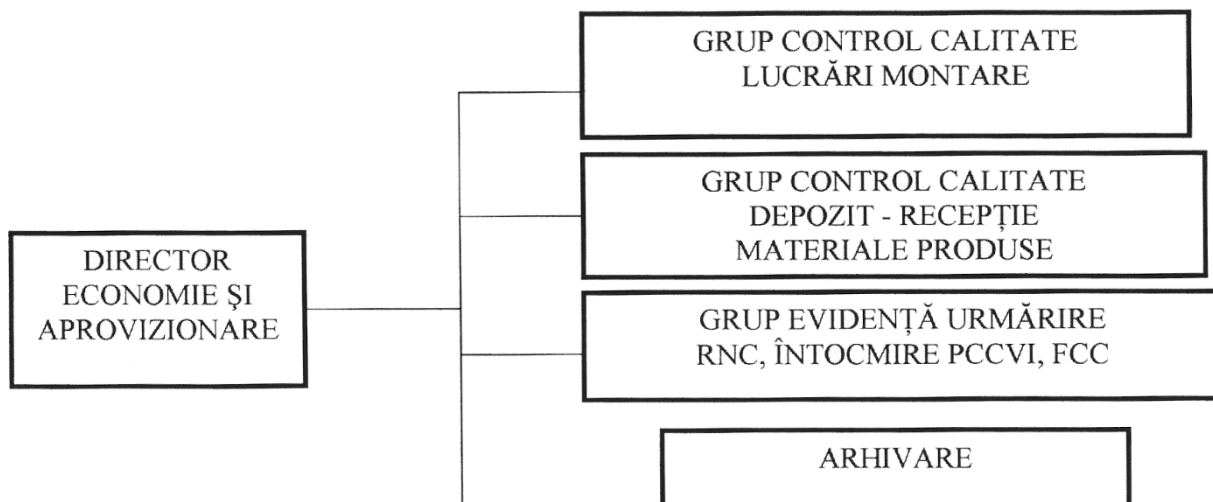 GRUP CONTROL CALITATE
LUCRĂRI MONTARE
GRUP CONTROL CALITATE
DEPOZIT - RECEPȚIE
MATERIALE PRODUSE
DIRECTOR
ECONOMIE ȘI
APROVIZIONARE
GRUP EVIDENȚĂ URMĂRIRE
RNC, ÎNTOCMIRE PCCVI, FCC
ARHIVARE